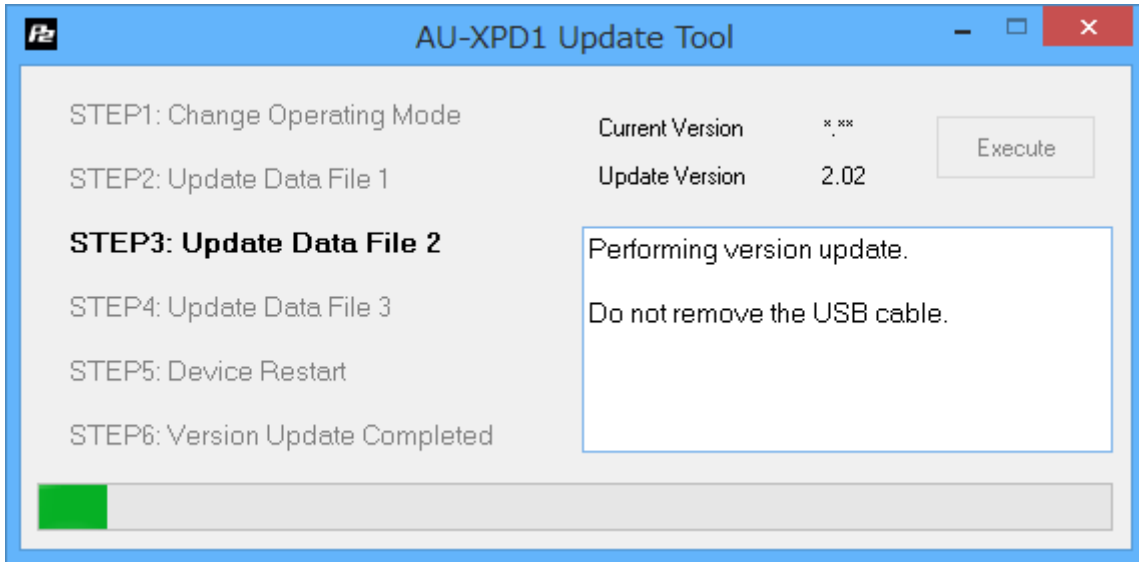 P2
AU-XPD1 Update Tool
STEP1: Change Operating Mode
STEP2: Update Data File 1
STEP3: Update Data File 2
STEP4: Update Data File 3
STEP5: Device Restart
STEP6: Version Update Completed
Current Version *.**
Update Version 2.02
Execute
Performing version update.
Do not remove the USB cable.